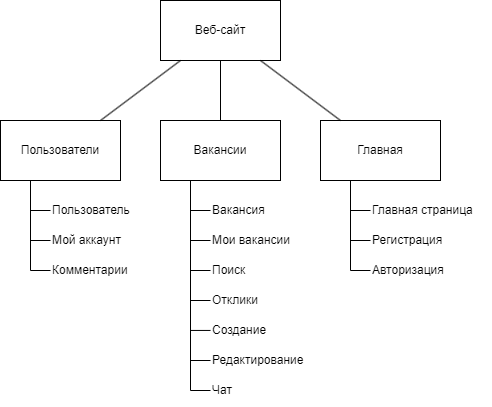 Веб-сайт
Пользователи
Вакансии
Главная
Пользователь
Мой аккаунт
Комментарии
Вакансия
Мои вакансии
Поиск
Отклики
Создание
Редактирование
Чат
Главная страница
Регистрация
Авторизация